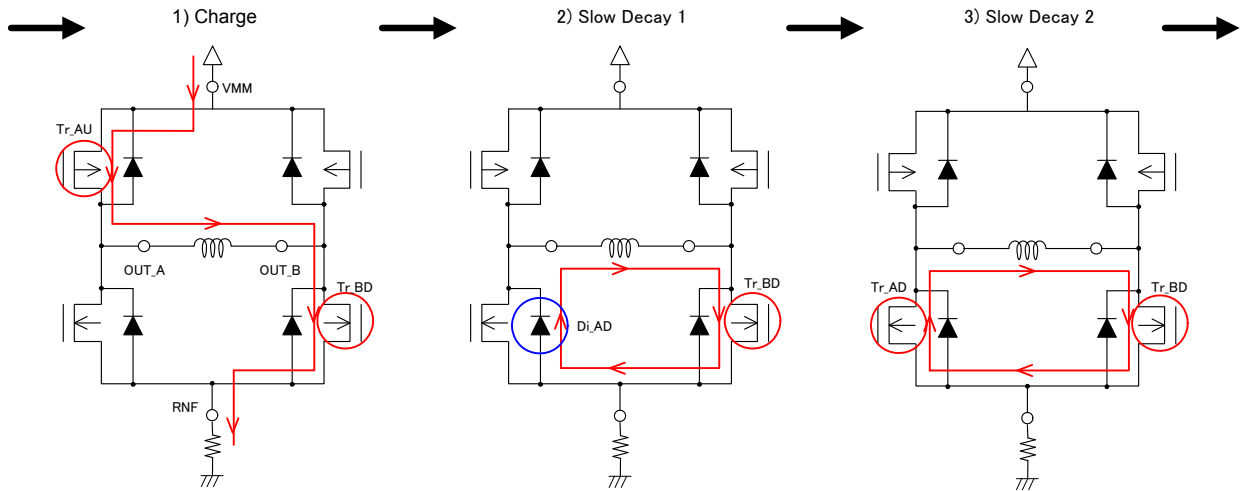 1) Charge
2) Slow Decay 1
3) Slow Decay 2
VMM
Tr_AU
OUT_A
OUT_B
Tr_BD
RNF
Di_AD
Tr_BD
Tr_AD
Tr_BD